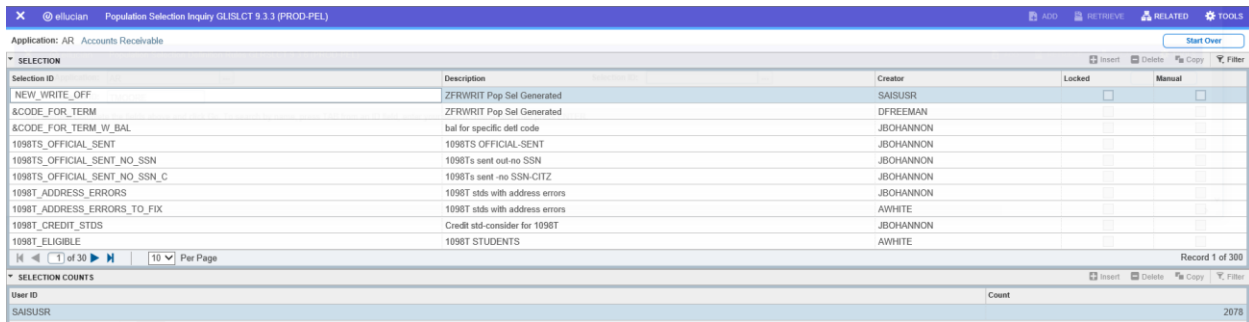 ✕ ellucian Population Selection Inquiry GLISLCT 9.3.3 (PROD-PEL) ADD RETRIEVE RELATED TOOLS
Application: AR Accounts Receivable Start Over
SELECTION Insert Delete Copy Filter
Selection ID Description Creator Locked Manual
NEW_WRITE_OFF ZFRWRIT Pop Sel Generated SAISUSR
&CODE_FOR_TERM ZFRWRIT Pop Sel Generated DFREEMAN
&CODE_FOR_TERM_W_BAL bal for specific detl code JBOHANNON
1098TS_OFFICIAL_SENT 1098TS OFFICIAL-SENT JBOHANNON
1098TS_OFFICIAL_SENT_NO_SSN 1098Ts sent out-no SSN JBOHANNON
1098TS_OFFICIAL_SENT_NO_SSN_C 1098Ts sent -no SSN-CITZ JBOHANNON
1098T_ADDRESS_ERRORS 1098T stds with address errors JBOHANNON
1098T_ADDRESS_ERRORS_TO_FIX 1098T stds with address errors AWHITE
1098T_CREDIT_STDS Credit std-consider for 1098T JBOHANNON
1098T_ELIGIBLE 1098T STUDENTS AWHITE
1 of 30 10 Per Page Record 1 of 300
SELECTION COUNTS Insert Delete Copy Filter
User ID Count
SAISUSR 2078